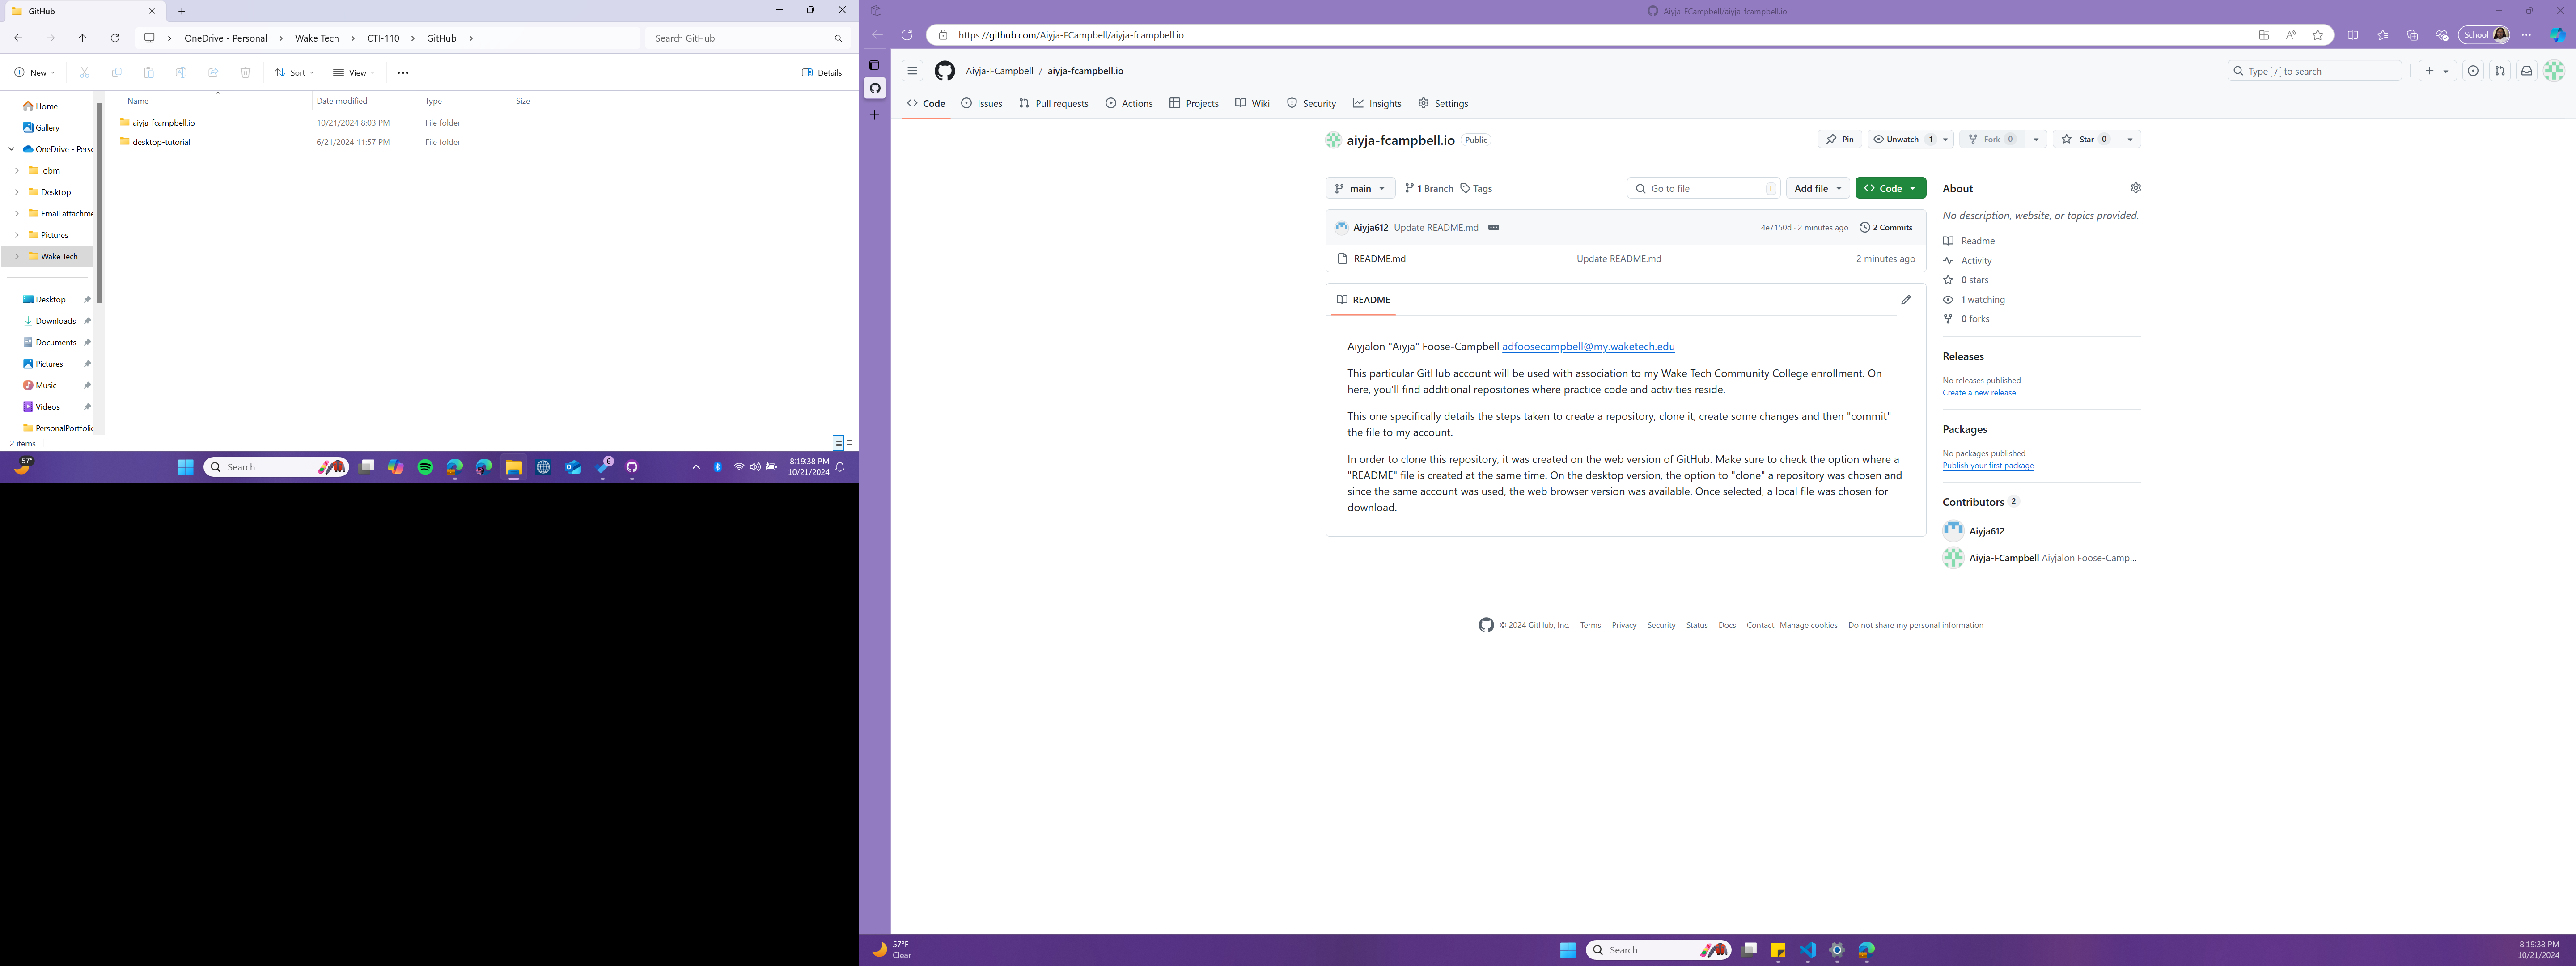 GitHub
OneDrive - Personal > Wake Tech > CTI-110 > GitHub >
Search GitHub
New
Sort
View
Details
Name
Date modified
Type
Size
aiyja-fcampbell.io 10/21/2024 8:03 PM File folder
desktop-tutorial 6/21/2024 11:57 PM File folder
Home
Gallery
OneDrive - Perso
.obm
Desktop
Email attachme
Pictures
Wake Tech
Desktop
Downloads
Documents
Pictures
Music
Videos
PersonalPortfolio
2 items
57°
Search
6
8:19:38 PM
10/21/2024
Aiyja-FCampbell/aiyja-fcampbell.io
https://github.com/Aiyja-FCampbell/aiyja-fcampbell.io
School
Aiyja-FCampbell / aiyja-fcampbell.io
Type / to search
Code Issues Pull requests Actions Projects Wiki Security Insights Settings
aiyja-fcampbell.io Public
Pin
Unwatch 1
Fork 0
Star 0
main
1 Branch
Tags
Go to file
t
Add file
Code
Aiyja612 Update README.md
4e7150d · 2 minutes ago
2 Commits
README.md Update README.md 2 minutes ago
README
Aiyjalon "Aiyja" Foose-Campbell adfoosecampbell@my.waketech.edu
This particular GitHub account will be used with association to my Wake Tech Community College enrollment. On
here, you'll find additional repositories where practice code and activities reside.
This one specifically details the steps taken to create a repository, clone it, create some changes and then "commit"
the file to my account.
In order to clone this repository, it was created on the web version of GitHub. Make sure to check the option where a
"README" file is created at the same time. On the desktop version, the option to "clone" a repository was chosen and
since the same account was used, the web browser version was available. Once selected, a local file was chosen for
download.
About
No description, website, or topics provided.
Readme
Activity
0 stars
1 watching
0 forks
Releases
No releases published
Create a new release
Packages
No packages published
Publish your first package
Contributors 2
Aiyja612
Aiyja-FCampbell Aiyjalon Foose-Camp...
© 2024 GitHub, Inc. Terms Privacy Security Status Docs Contact Manage cookies Do not share my personal information
57°F
Clear
Search
8:19:38 PM
10/21/2024